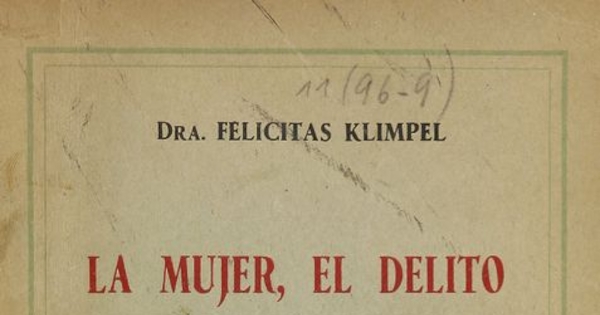 11 (96-9)
Dra. FELICITAS KLIMPEL
LA MUJER, EL DELITO